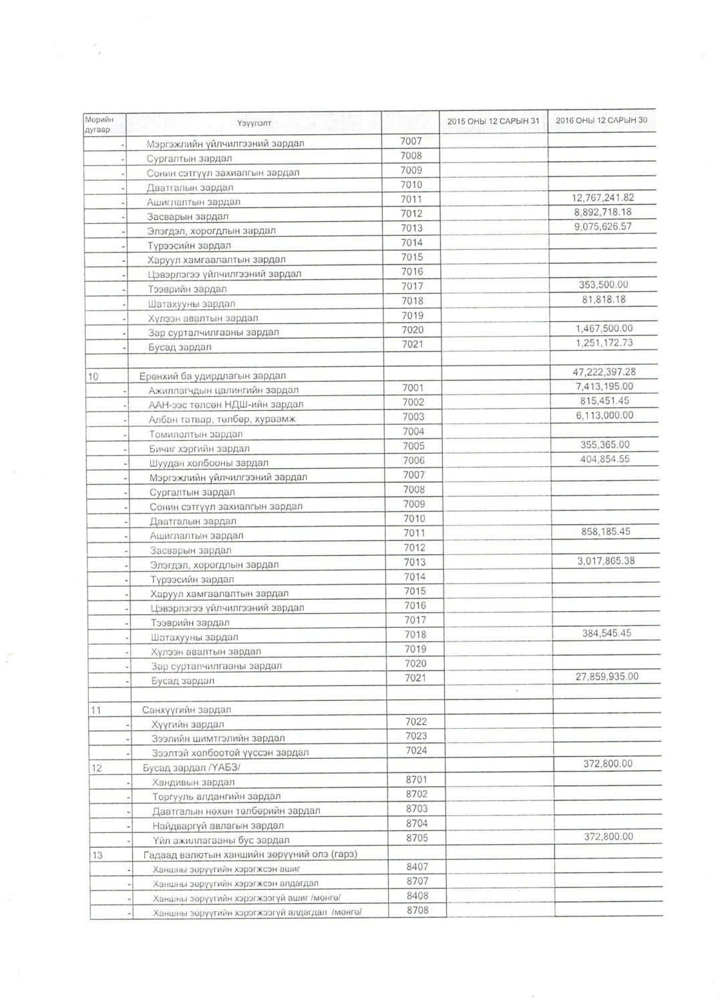 Мөрийн дугаар Үзүүлэлт 2015 ОНЫ 12 САРЫН 31 2016 ОНЫ 12 САРЫН 30
- Мэргэжлийн үйлчилгээний зардал 7007
- Сургалтын зардал 7008
- Сонин сэтгүүл захиалгын зардал 7009
- Даатгалын зардал 7010
- Ашиглалтын зардал 7011 12,767,241.82
- Засварын зардал 7012 8,892,718.18
- Элэгдэл, хорогдлын зардал 7013 9,075,626.57
- Түрээсийн зардал 7014
- Харуул хамгаалалтын зардал 7015
- Цэвэрлэгээ үйлчилгээний зардал 7016
- Тээврийн зардал 7017 353,500.00
- Шатахууны зардал 7018 81,818.18
- Хүлээн авалтын зардал 7019
- Зар сурталчилгааны зардал 7020 1,467,500.00
- Бусад зардал 7021 1,251,172.73
10 Ерөнхий ба удирдлагын зардал 47,222,397.28
- Ажиллагчдын цалингийн зардал 7001 7,413,195.00
- ААН-ээс төлсөн НДШ-ийн зардал 7002 815,451.45
- Албан татвар, төлбөр, хураамж 7003 6,113,000.00
- Томилолтын зардал 7004
- Бичиг хэргийн зардал 7005 355,365.00
- Шуудан холбооны зардал 7006 404,854.55
- Мэргэжлийн үйлчилгээний зардал 7007
- Сургалтын зардал 7008
- Сонин сэтгүүл захиалгын зардал 7009
- Даатгалын зардал 7010
- Ашиглалтын зардал 7011 858,185.45
- Засварын зардал 7012
- Элэгдэл, хорогдлын зардал 7013 3,017,865.38
- Түрээсийн зардал 7014
- Харуул хамгаалалтын зардал 7015
- Цэвэрлэгээ үйлчилгээний зардал 7016
- Тээврийн зардал 7017
- Шатахууны зардал 7018 384,545.45
- Хүлээн авалтын зардал 7019
- Зар сурталчилгааны зардал 7020
- Бусад зардал 7021 27,859,935.00
11 Санхүүгийн зардал
- Хүүгийн зардал 7022
- Зээлийн шимтгэлийн зардал 7023
- Зээлтэй холбоотой үүссэн зардал 7024
12 Бусад зардал /ҮАБЗ/ 372,800.00
- Хандивын зардал 8701
- Торгууль алдангийн зардал 8702
- Даатгалын нөхөн төлбөрийн зардал 8703
- Найдваргүй авлагын зардал 8704
- Үйл ажиллагааны бус зардал 8705 372,800.00
13 Гадаад валютын ханшийн зөрүүний олз (гарз)
- Ханшны зөрүүгийн хэрэгжсэн ашиг 8407
- Ханшны зөрүүгийн хэрэгжсэн алдагдал 8707
- Ханшны зөрүүгийн хэрэгжээгүй ашиг /мөнгө/ 8408
- Ханшны зөрүүгийн хэрэгжээгүй алдагдал /мөнгө/ 8708